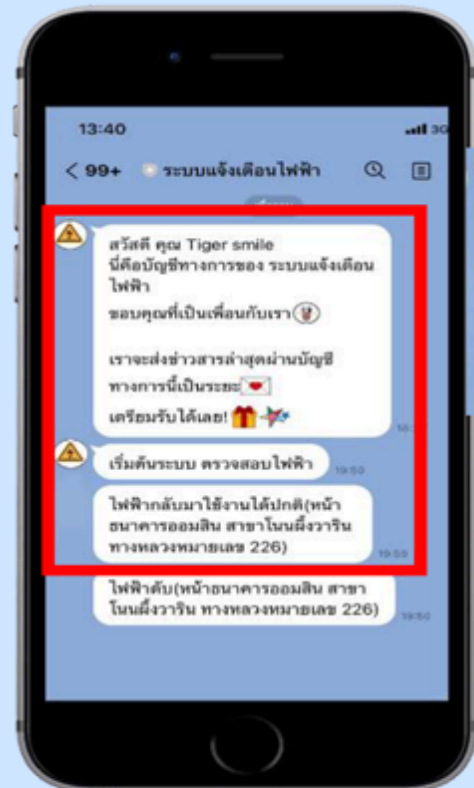 13:40
3G
< 99+ ระบบแจ้งเตือนไฟฟ้า
สวัสดี คุณ Tiger smile
นี่คือบัญชีทางการของ ระบบแจ้งเตือน
ไฟฟ้า
ขอบคุณที่เป็นเพื่อนกับเรา
เราจะส่งข่าวสารล่าสุดผ่านบัญชี
ทางการนี้เป็นระยะ
เตรียมรับได้เลย!
เริ่มต้นระบบ ตรวจสอบไฟฟ้า
19:50
ไฟฟ้ากลับมาใช้งานได้ปกติ(หน้า
ธนาคารออมสิน สาขาโนนผึ้งวาริน
ทางหลวงหมายเลข 226)
19:50
ไฟฟ้าดับ(หน้าธนาคารออมสิน สาขา
โนนผึ้งวาริน ทางหลวงหมายเลข 226)
19:50